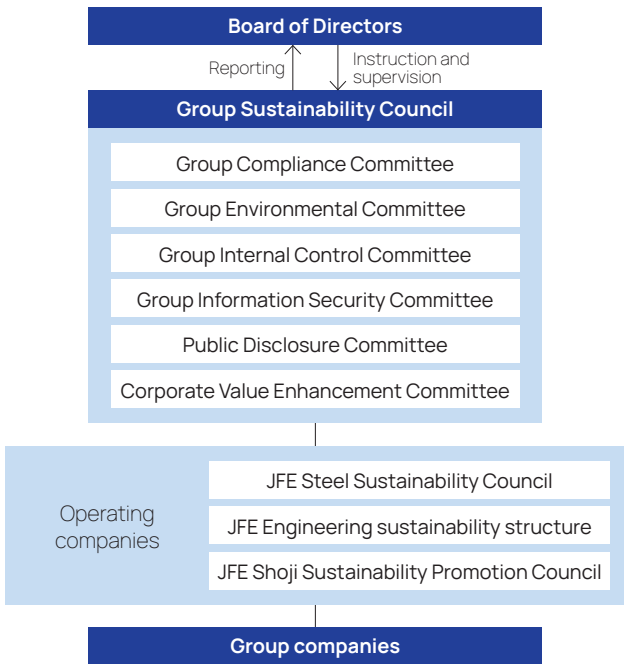 Board of Directors
Reporting
Instruction and
supervision
Group Sustainability Council
Group Compliance Committee
Group Environmental Committee
Group Internal Control Committee
Group Information Security Committee
Public Disclosure Committee
Corporate Value Enhancement Committee
Operating
companies
JFE Steel Sustainability Council
JFE Engineering sustainability structure
JFE Shoji Sustainability Promotion Council
Group companies